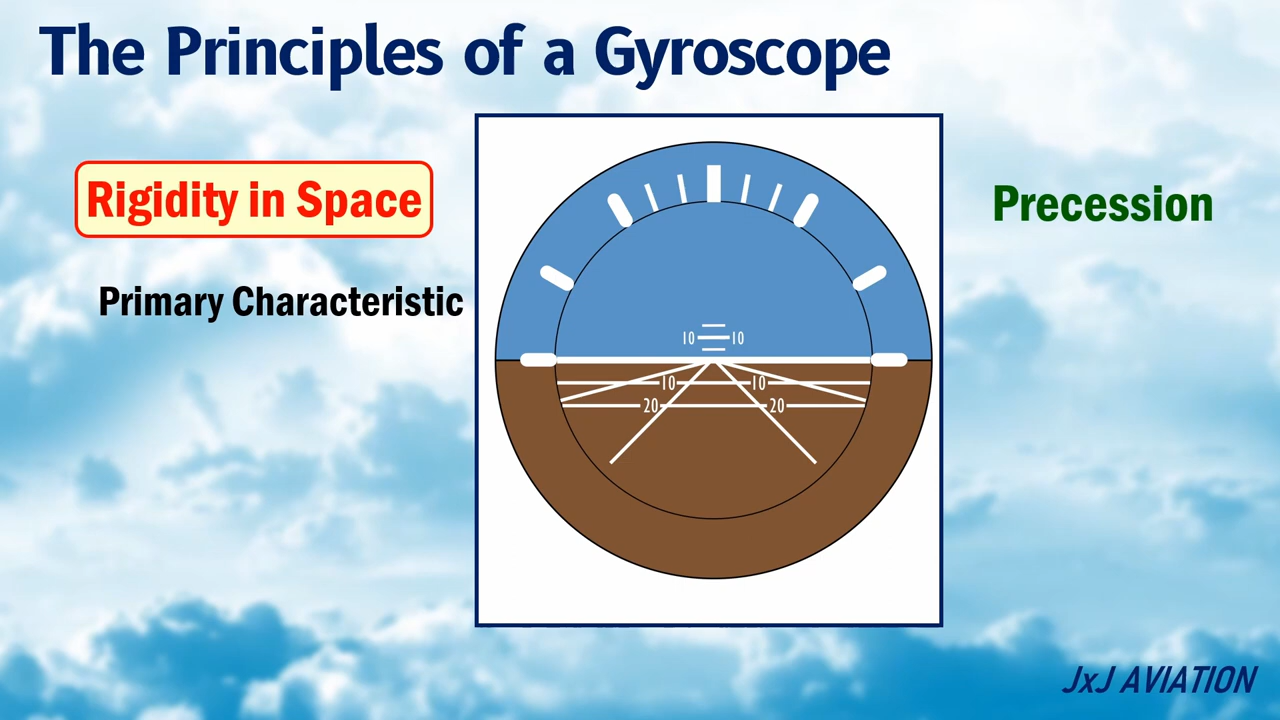 The Principles of a Gyroscope
Rigidity in Space
Precession
Primary Characteristic
10 10
10 10
20 20
JxJ AVIATION